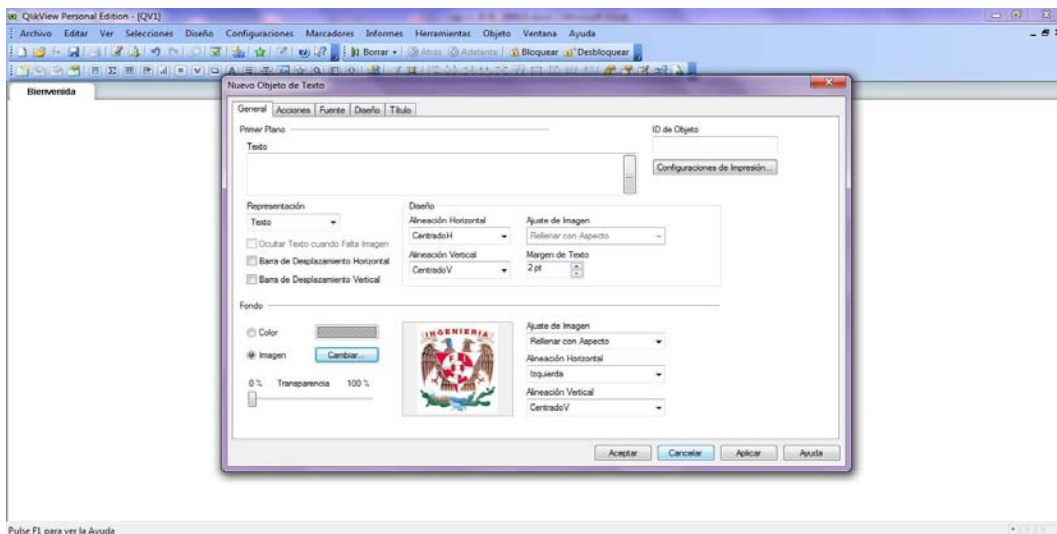 QlikView Personal Edition - [QV1]
Archivo Editar Ver Selecciones Diseño Configuraciones Marcadores Informes Herramientas Objeto Ventana Ayuda
Borrar Atrás Adelante Bloquear Desbloquear
Bienvenida
Nuevo Objeto de Texto
General Acciones Fuente Diseño Título
Primer Plano
ID de Objeto
Texto
Configuraciones de Impresión...
Representación
Diseño
Texto
Alineación Horizontal
Ajuste de Imagen
CentradoH
Rellenar con Aspecto
Ocultar Texto cuando Falta Imagen
Barra de Desplazamiento Horizontal
Alineación Vertical
Margen de Texto
CentradoV
2 pt
Barra de Desplazamiento Vertical
Fondo
Color
INGENIERIA
Ajuste de Imagen
Rellenar con Aspecto
Imagen
Cambiar...
Alineación Horizontal
Izquierda
0 % Transparencia 100 %
Alineación Vertical
CentradoV
Aceptar Cancelar Aplicar Ayuda
Pulse F1 para ver la Ayuda